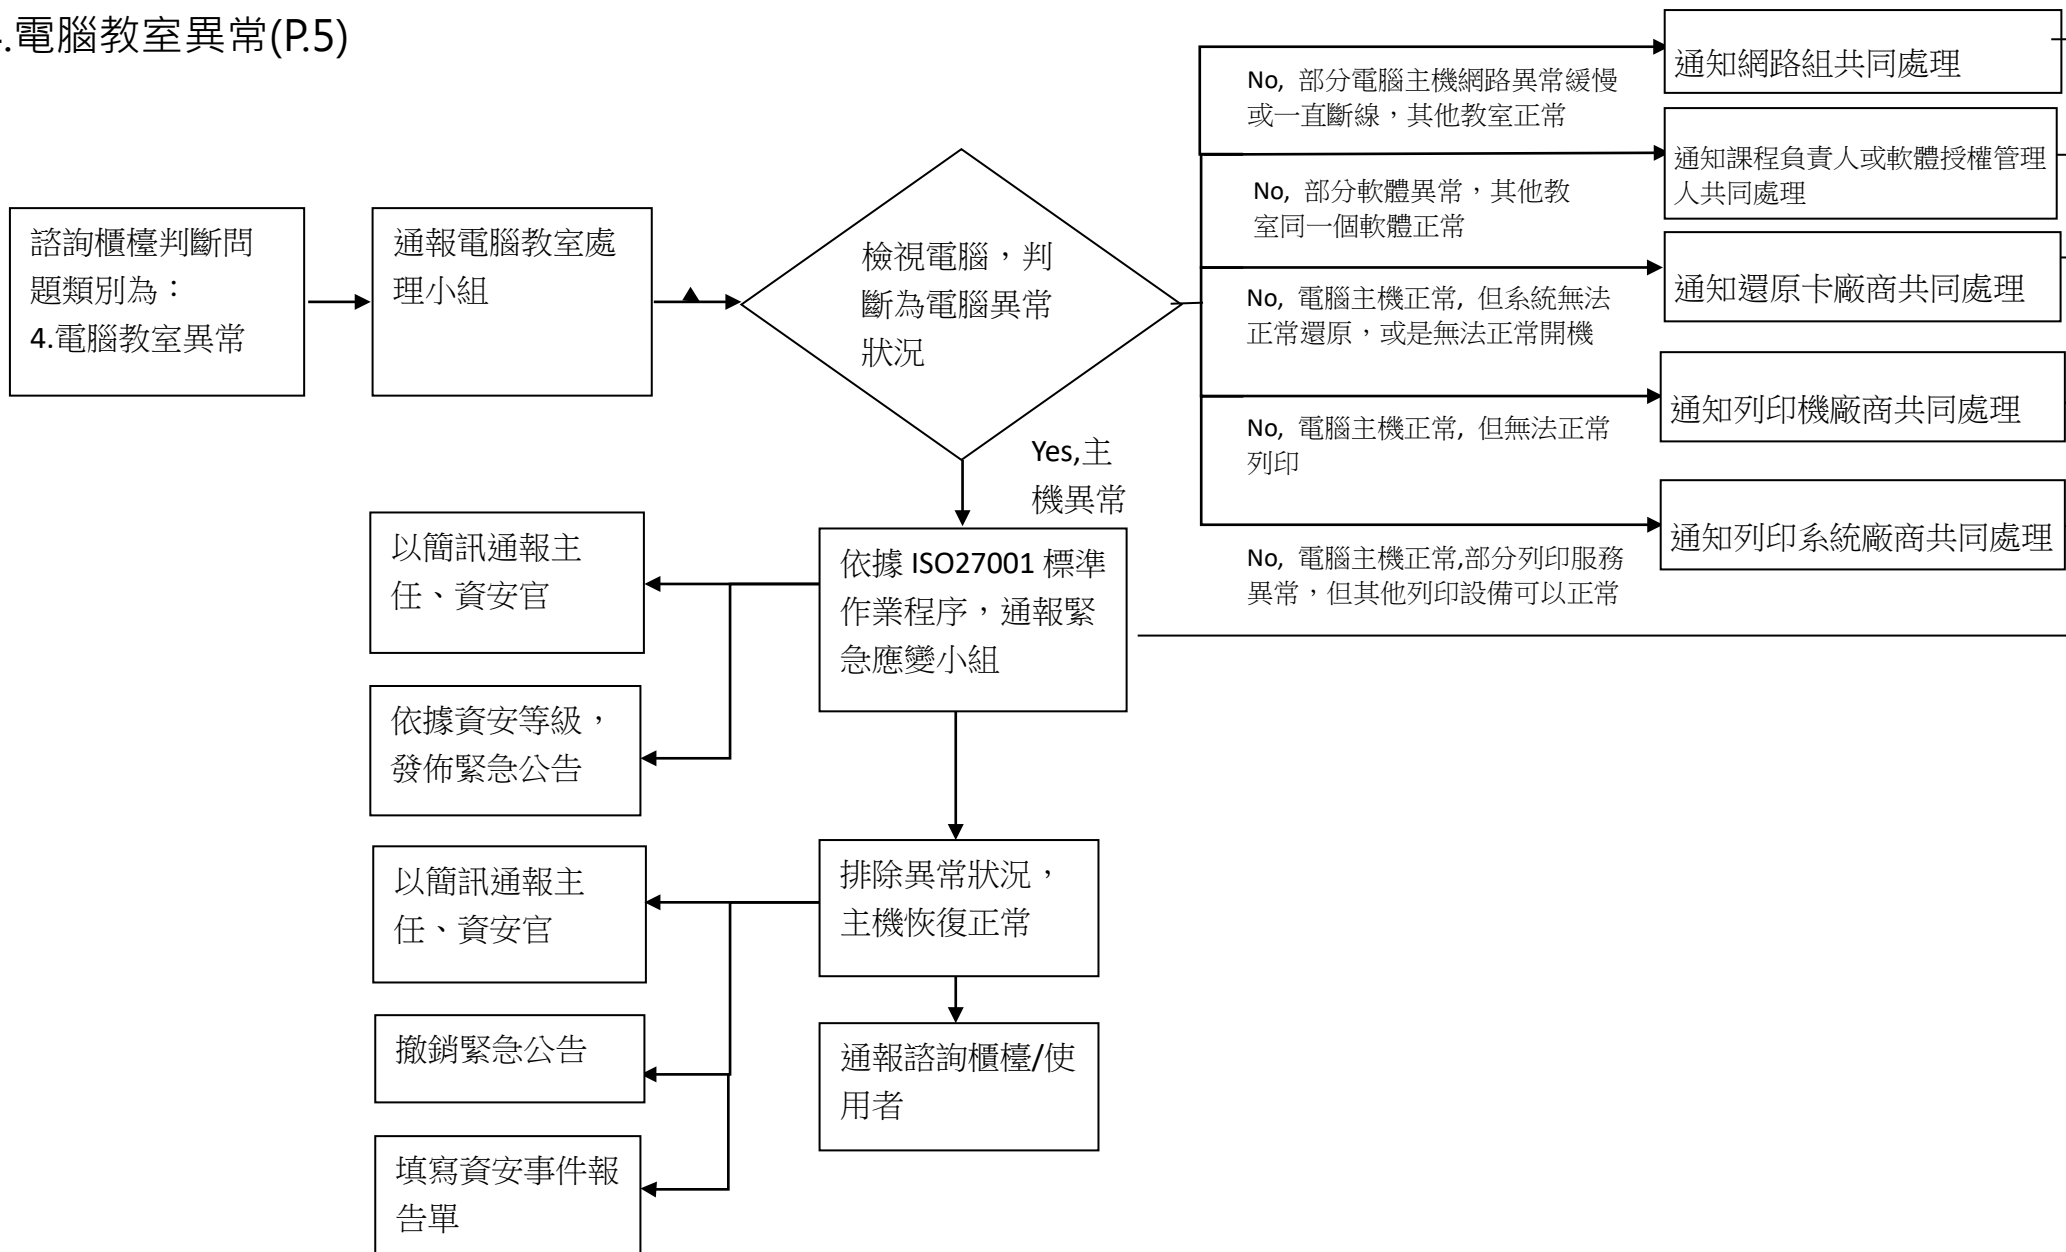 .電腦教室異常(P.5)
諮詢櫃檯判斷問
題類別為：
4.電腦教室異常
通報電腦教室處
理小組
檢視電腦，判
斷為電腦異常
狀況
No, 部分電腦主機網路異常緩慢
或一直斷線，其他教室正常
通知網路組共同處理
No, 部分軟體異常，其他教
室同一個軟體正常
通知課程負責人或軟體授權管理
人共同處理
No, 電腦主機正常, 但系統無法
正常還原，或是無法正常開機
通知還原卡廠商共同處理
No, 電腦主機正常, 但無法正常
列印
通知列印機廠商共同處理
No, 電腦主機正常,部分列印服務
異常，但其他列印設備可以正常
通知列印系統廠商共同處理
Yes,主
機異常
依據 ISO27001 標準
作業程序，通報緊
急應變小組
以簡訊通報主
任、資安官
依據資安等級，
發佈緊急公告
排除異常狀況，
主機恢復正常
以簡訊通報主
任、資安官
撤銷緊急公告
填寫資安事件報
告單
通報諮詢櫃檯/使
用者